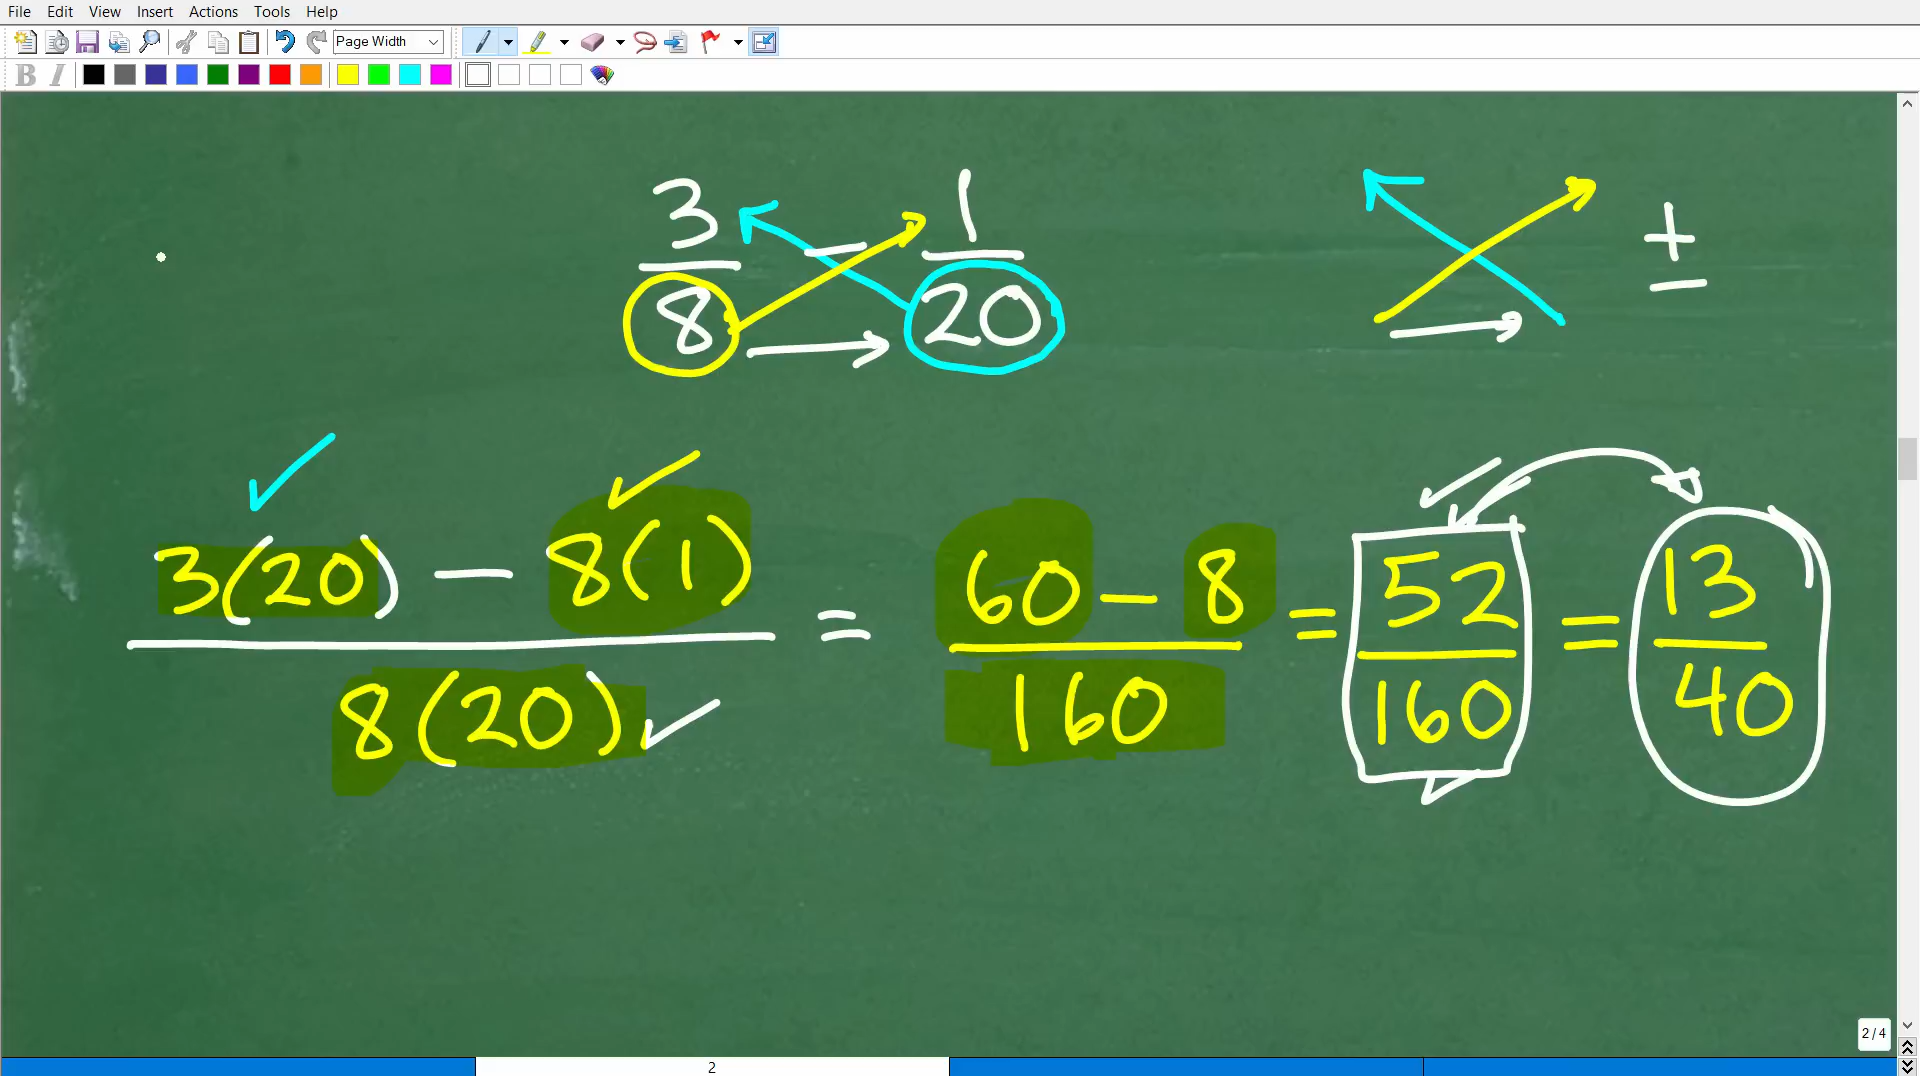 File Edit View Insert Actions Tools Help
Page Width
B I
3/8 − 1/20
+
−
3(20) − 8(1) / 8(20) = 60 − 8 / 160 = 52/160 = 13/40
2 / 4
2